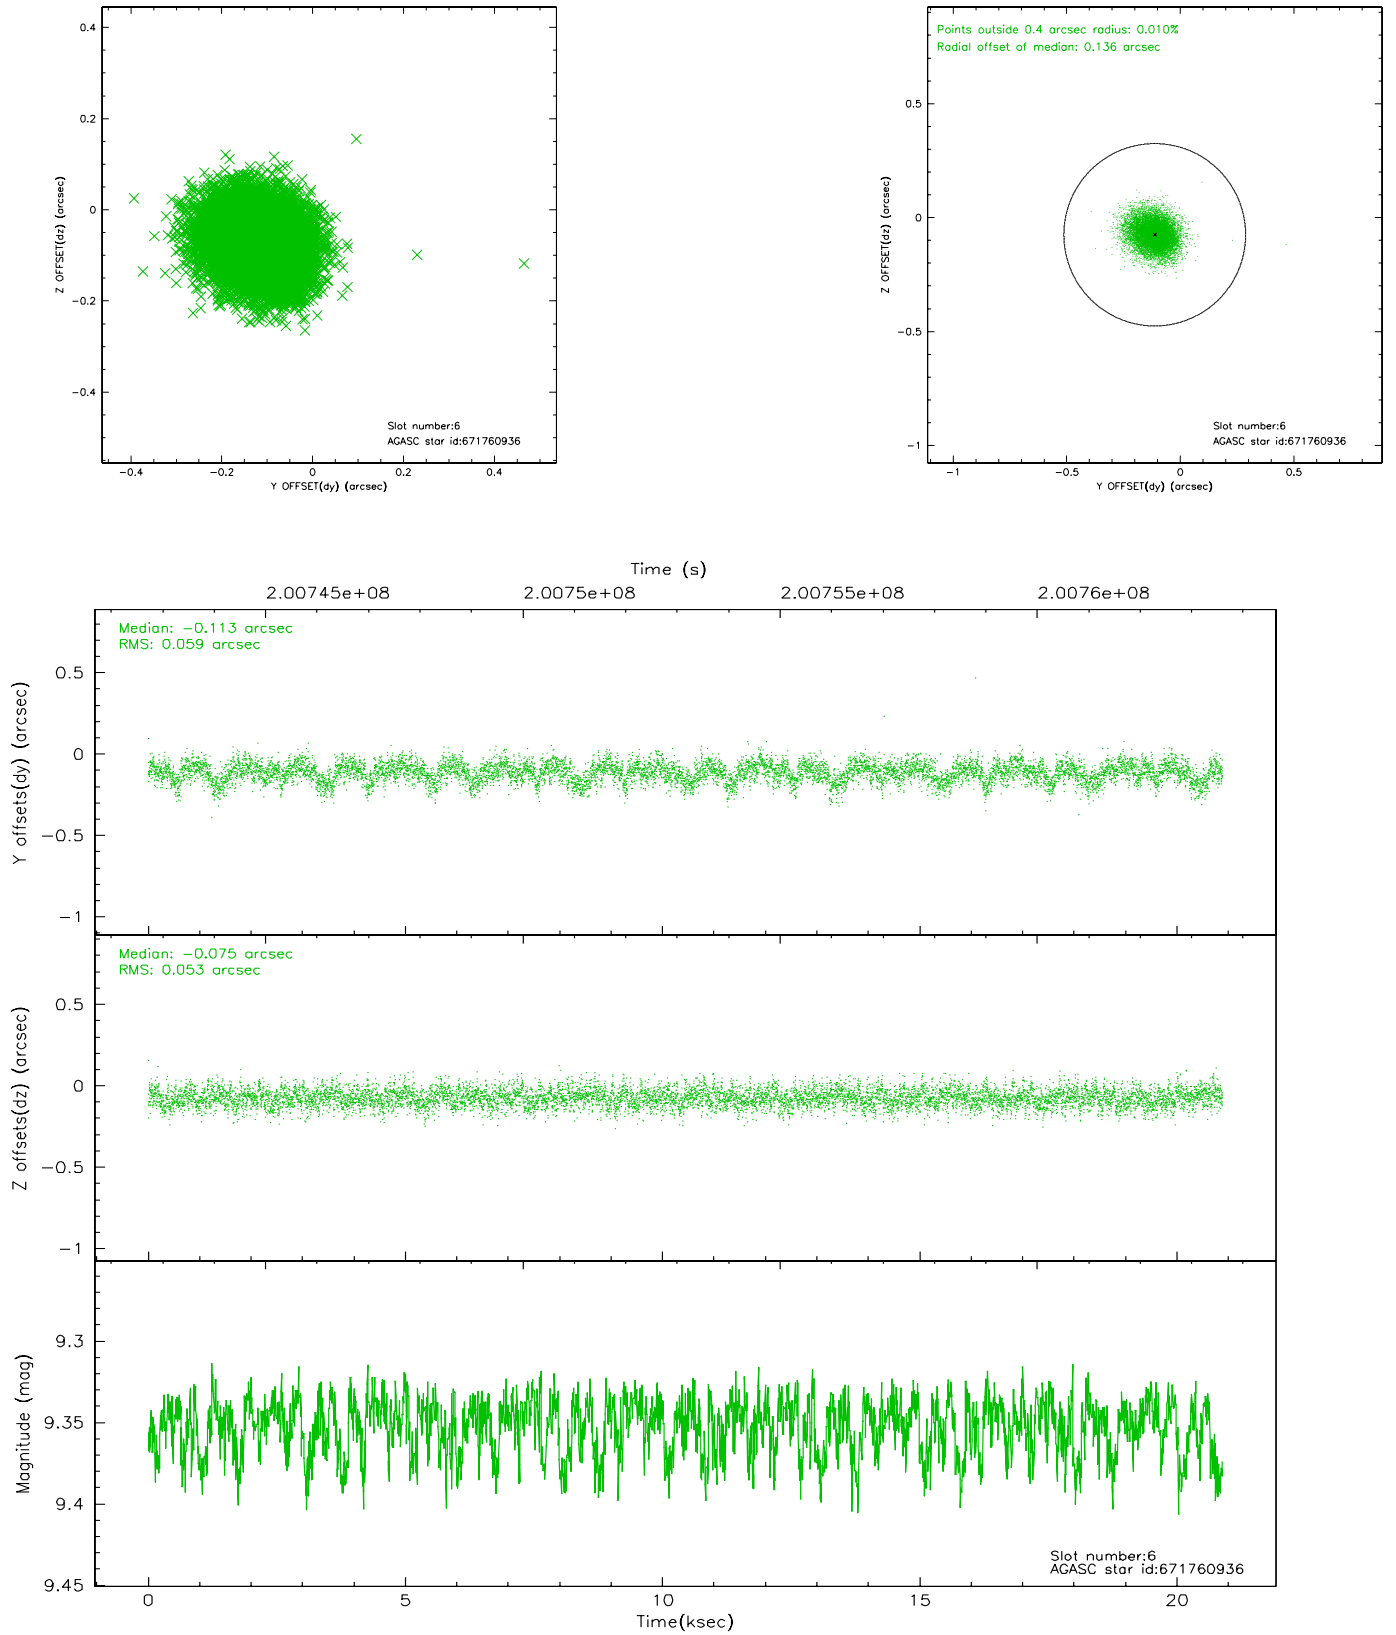 0.4
0.2
0
−0.2
−0.4
Z OFFSET(dz) (arcsec)
Slot number:6
AGASC star id:671760936
−0.4
−0.2
0
0.2
0.4
Y OFFSET(dy) (arcsec)
Points outside 0.4 arcsec radius: 0.010%
Radial offset of median: 0.136 arcsec
0.5
0
−0.5
−1
Z OFFSET(dz) (arcsec)
Slot number:6
AGASC star id:671760936
−1
−0.5
0
0.5
Y OFFSET(dy) (arcsec)
Time (s)
2.00745e+08
2.0075e+08
2.00755e+08
2.0076e+08
Median: −0.113 arcsec
RMS: 0.059 arcsec
0.5
0
−0.5
−1
Y offsets(dy) (arcsec)
Median: −0.075 arcsec
RMS: 0.053 arcsec
0.5
0
−0.5
−1
Z offsets(dz) (arcsec)
9.3
9.35
9.4
9.45
Magnitude (mag)
Slot number:6
AGASC star id:671760936
0
5
10
15
20
Time(ksec)